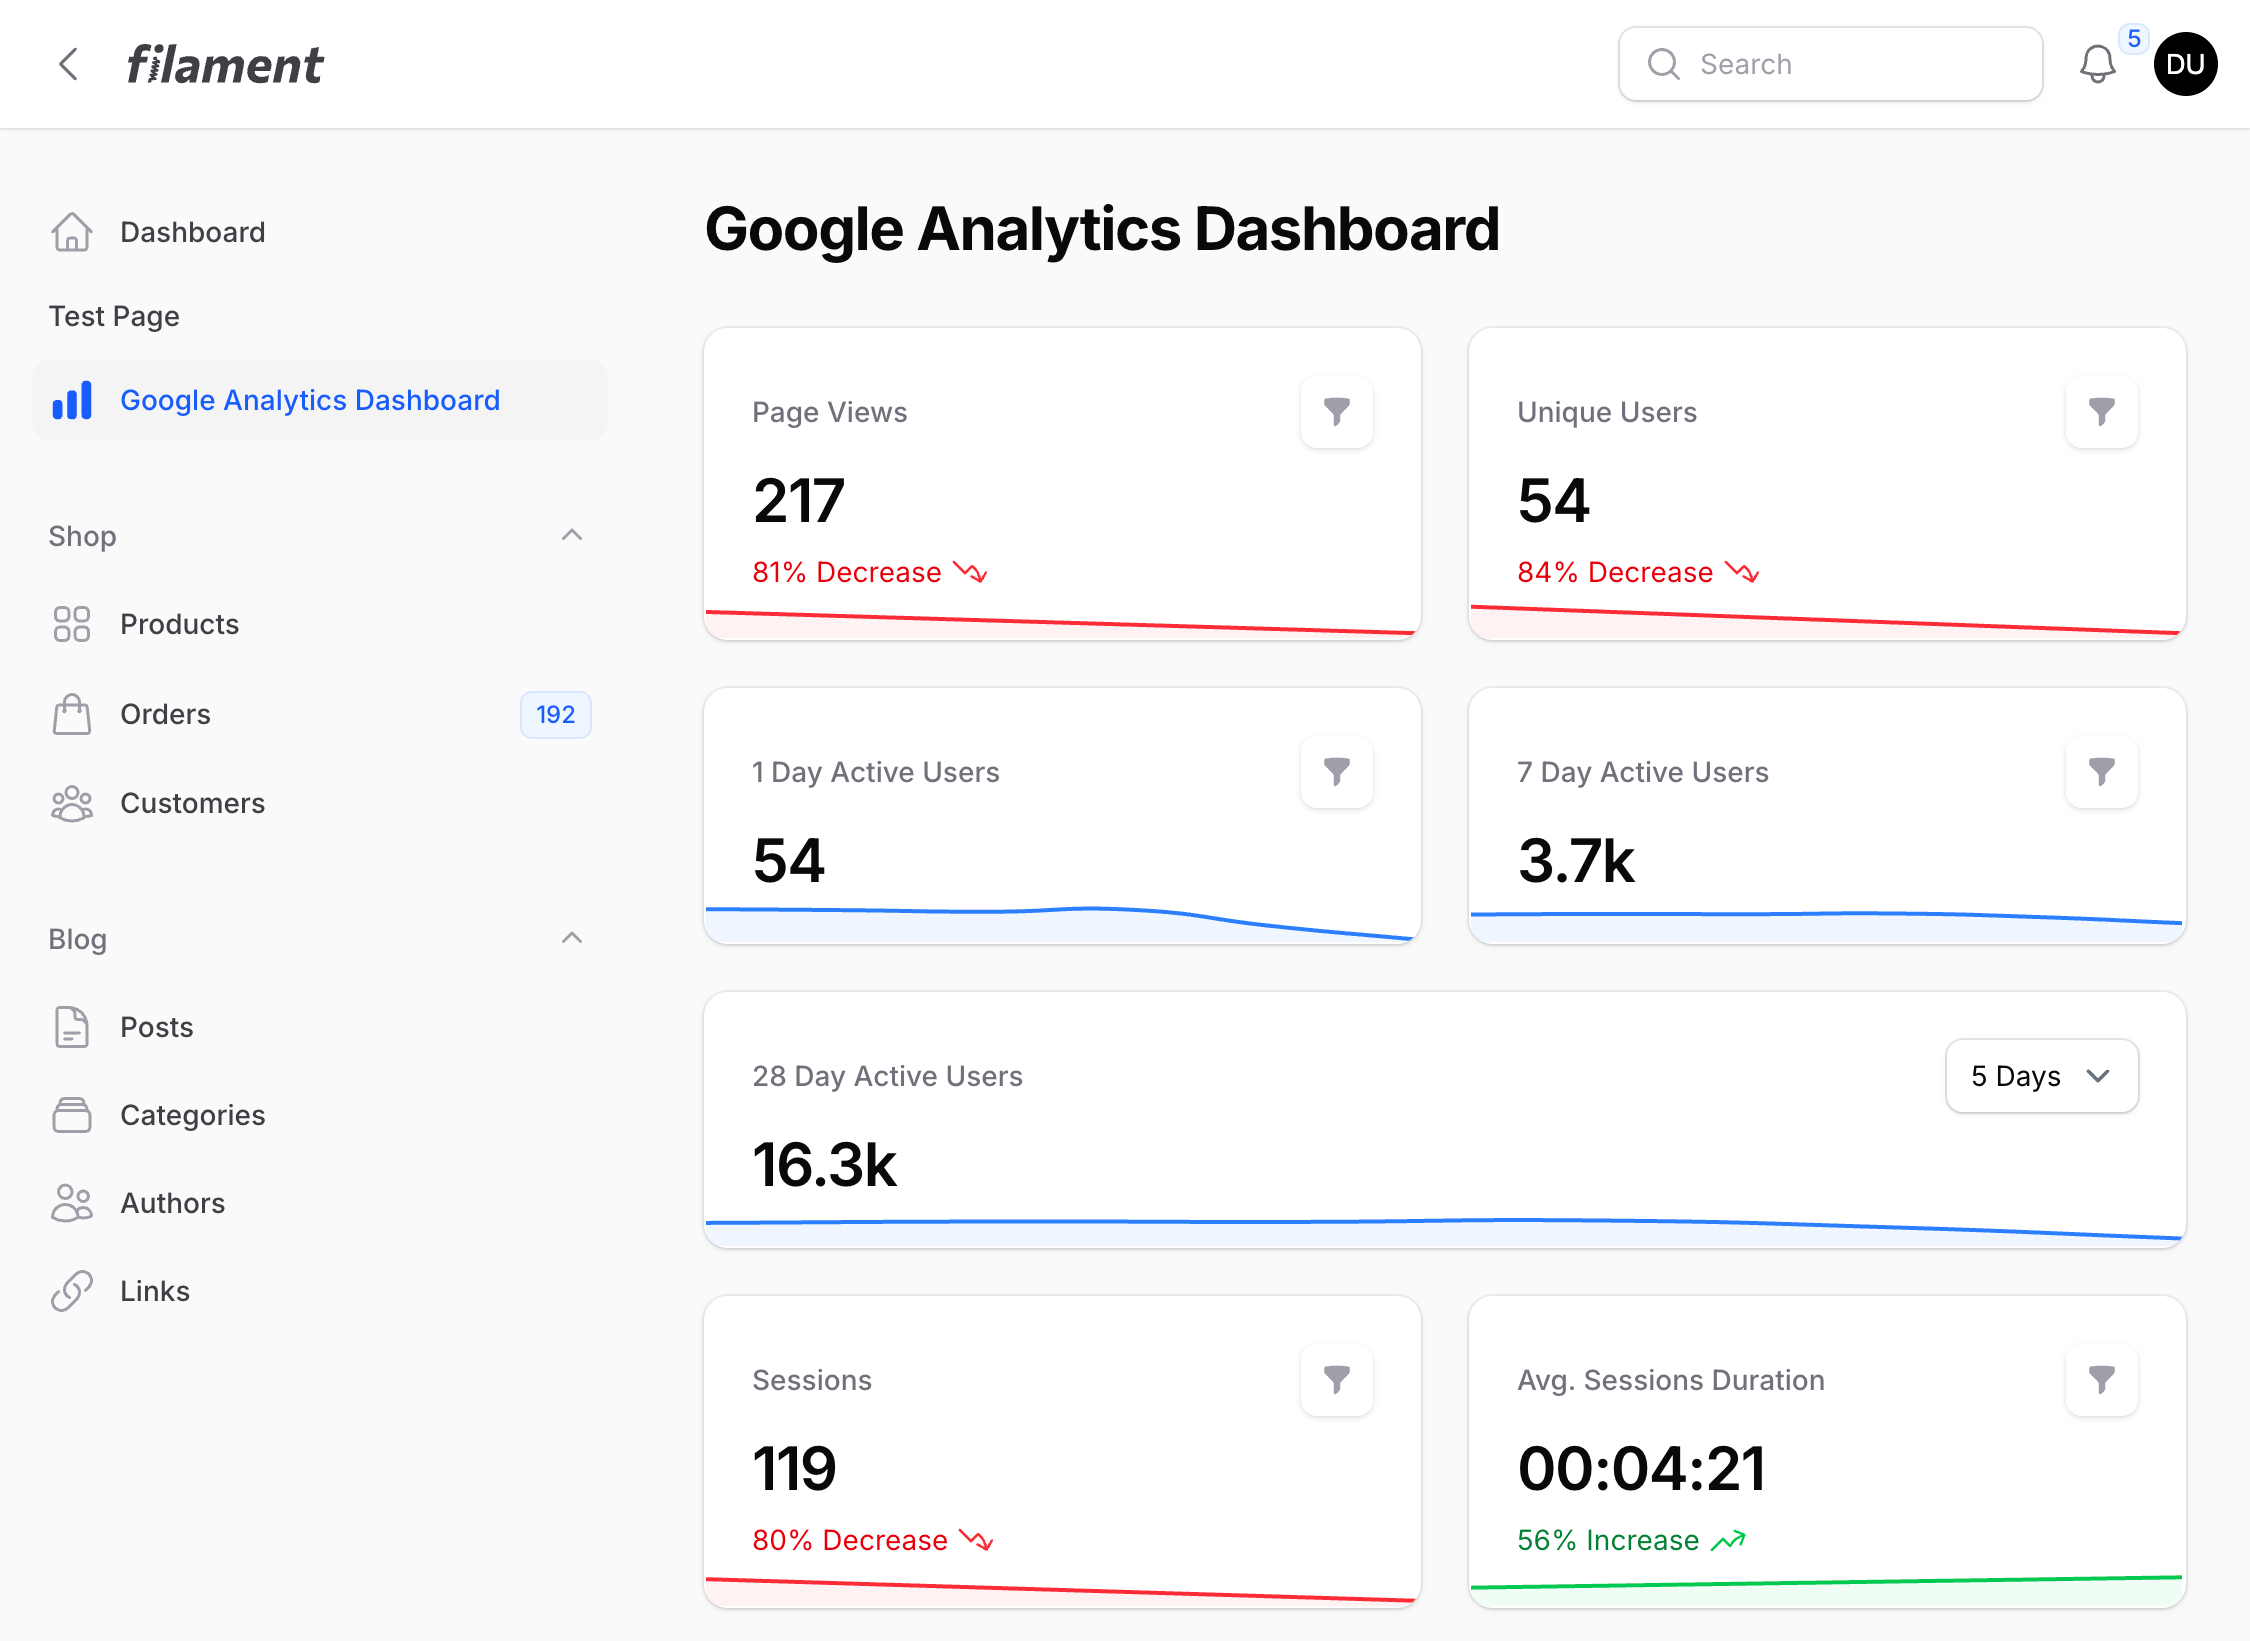 filament
Search
5
DU
Dashboard
Test Page
Google Analytics Dashboard
Shop
Products
Orders
192
Customers
Blog
Posts
Categories
Authors
Links
Google Analytics Dashboard
Page Views
217
81% Decrease
Unique Users
54
84% Decrease
1 Day Active Users
54
7 Day Active Users
3.7k
28 Day Active Users
5 Days
16.3k
Sessions
119
80% Decrease
Avg. Sessions Duration
00:04:21
56% Increase